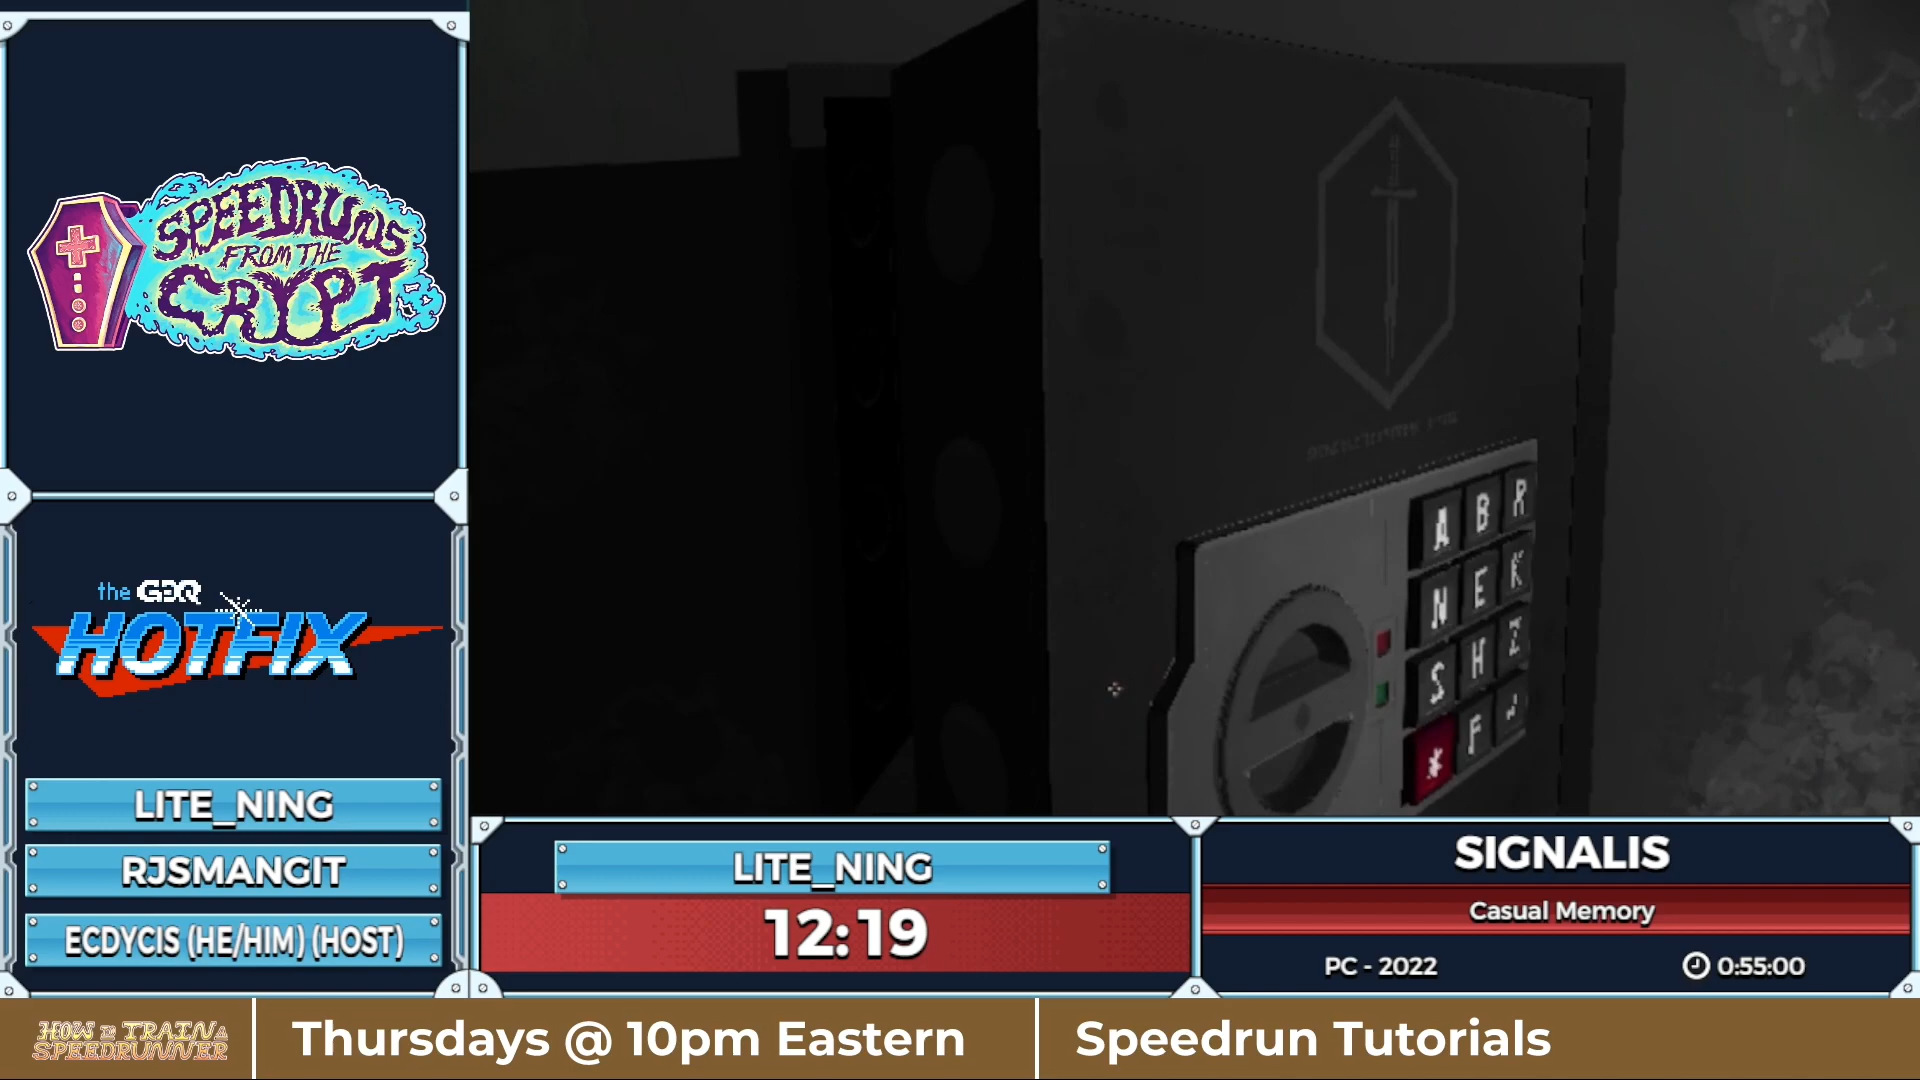 SPEEDRUNS
FROM THE
CRYPT
the GDQ
HOTFIX
LITE_NING
RJSMANGIT
ECDYCIS (HE/HIM) (HOST)
A B R
N E K
S H
* F
LITE_NING
12:19
SIGNALIS
Casual Memory
PC - 2022
0:55:00
HOW TO TRAIN A
SPEEDRUNNER
Thursdays @ 10pm Eastern
Speedrun Tutorials